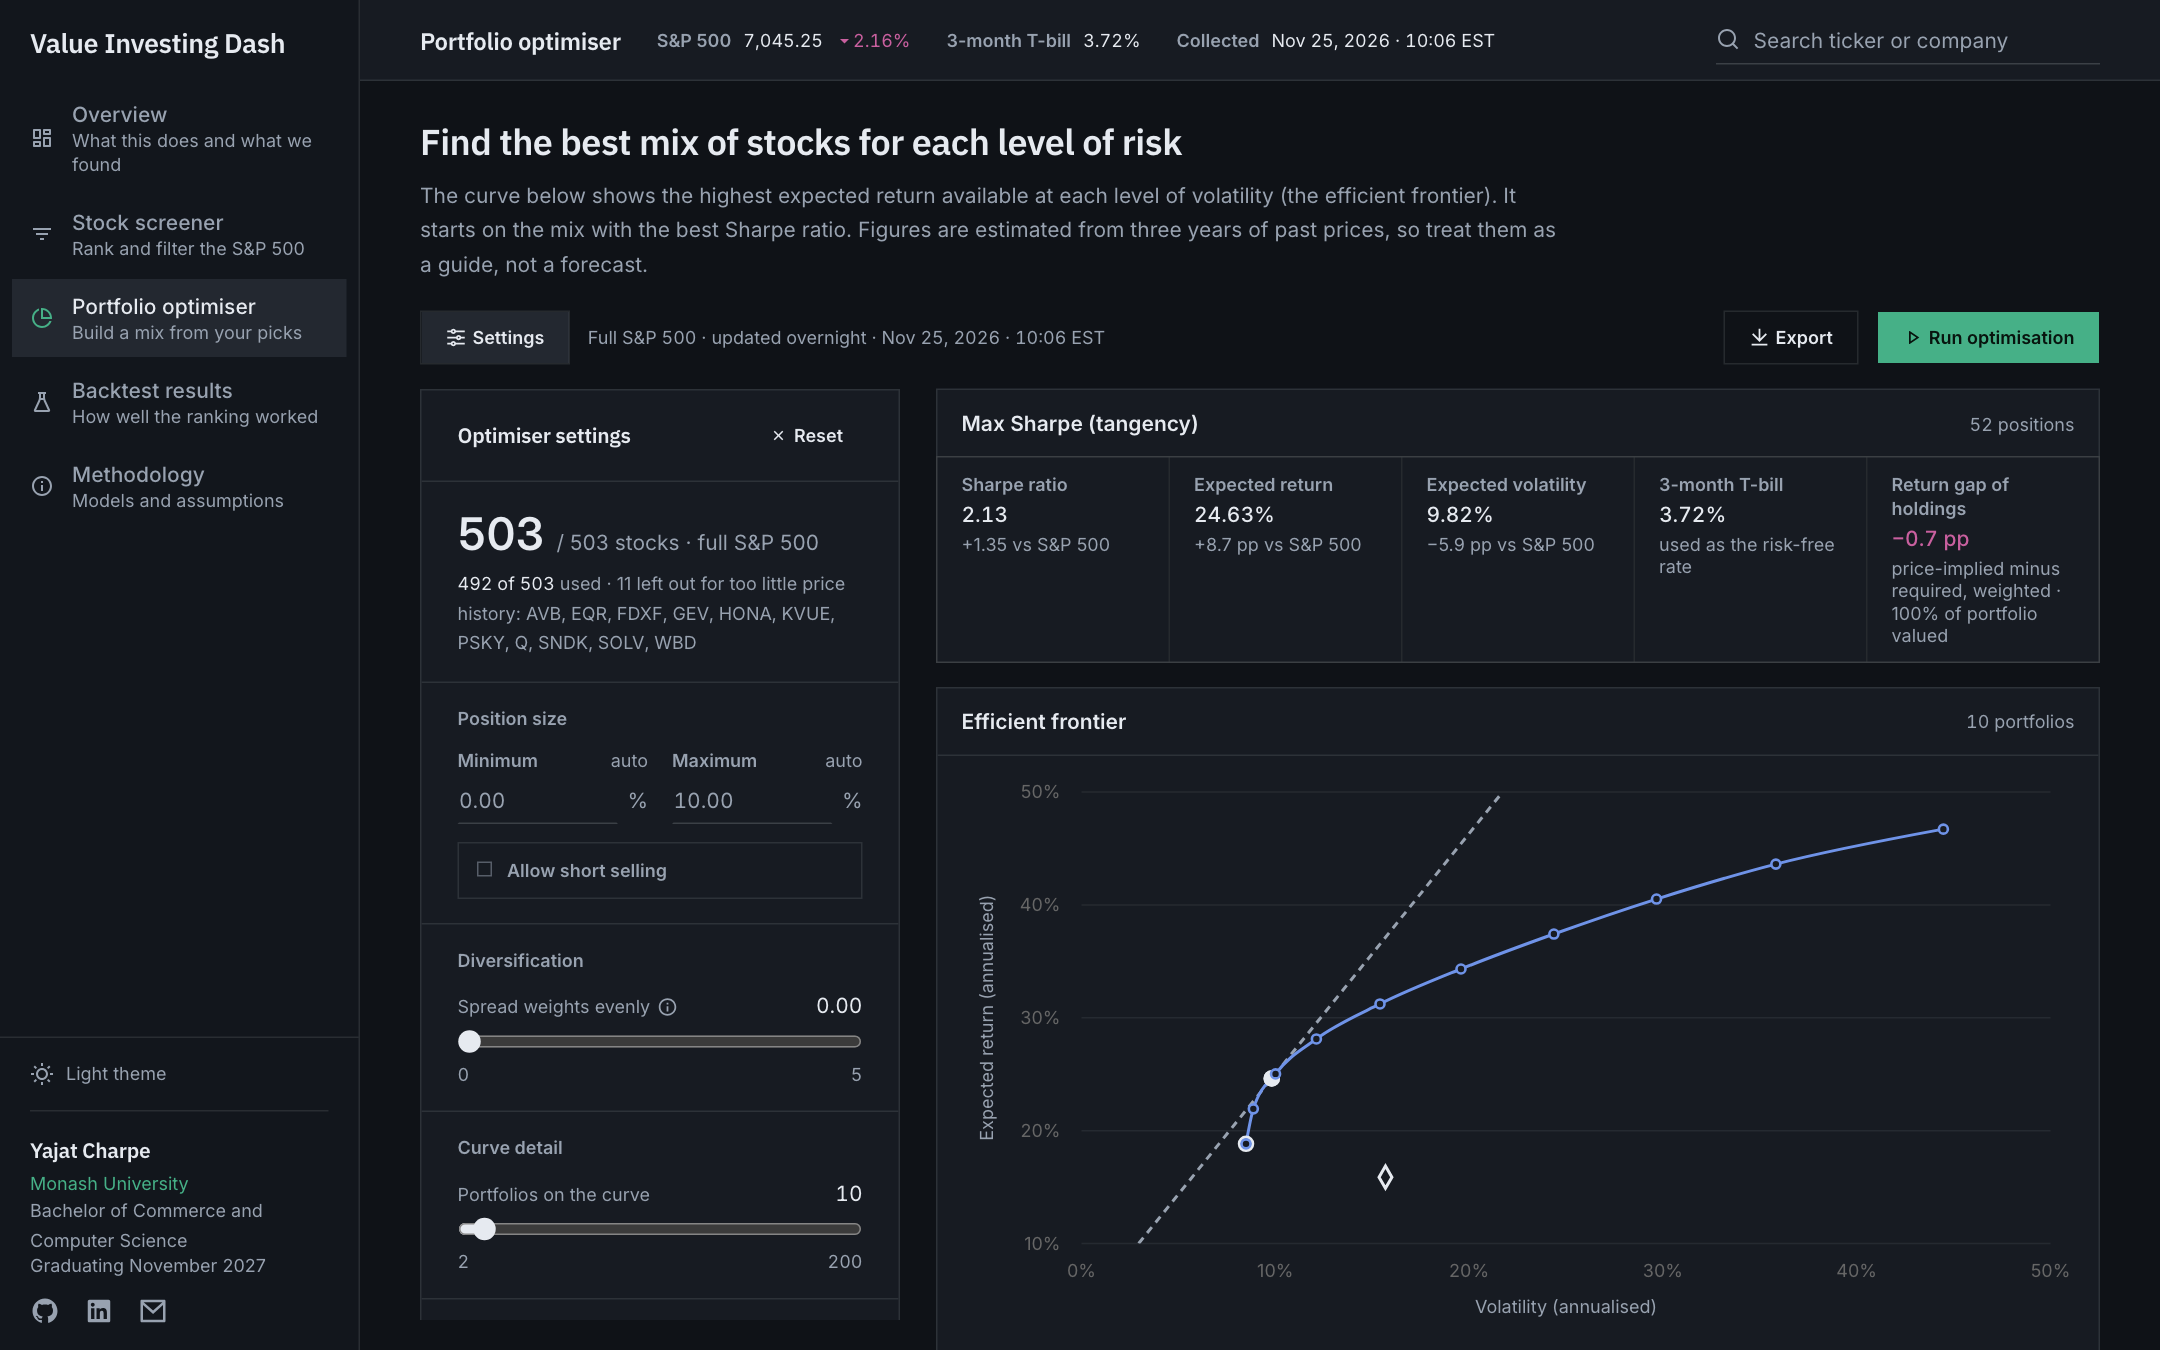 Value Investing Dash
Overview
What this does and what we
found
Stock screener
Rank and filter the S&P 500
Portfolio optimiser
Build a mix from your picks
Backtest results
How well the ranking worked
Methodology
Models and assumptions
Light theme
Yajat Charpe
Monash University
Bachelor of Commerce and
Computer Science
Graduating November 2027
Portfolio optimiser S&P 500 7,045.25 2.16% 3-month T-bill 3.72% Collected Nov 25, 2026 · 10:06 EST
Search ticker or company
Find the best mix of stocks for each level of risk
The curve below shows the highest expected return available at each level of volatility (the efficient frontier). It
starts on the mix with the best Sharpe ratio. Figures are estimated from three years of past prices, so treat them as
a guide, not a forecast.
Settings Full S&P 500 · updated overnight · Nov 25, 2026 · 10:06 EST
Export Run optimisation
Optimiser settings × Reset
503 / 503 stocks · full S&P 500
492 of 503 used · 11 left out for too little price
history: AVB, EQR, FDXF, GEV, HONA, KVUE,
PSKY, Q, SNDK, SOLV, WBD
Position size
Minimum auto Maximum auto
0.00 % 10.00 %
Allow short selling
Diversification
Spread weights evenly 0.00
0 5
Curve detail
Portfolios on the curve 10
2 200
Max Sharpe (tangency) 52 positions
Sharpe ratio
2.13
+1.35 vs S&P 500
Expected return
24.63%
+8.7 pp vs S&P 500
Expected volatility
9.82%
−5.9 pp vs S&P 500
3-month T-bill
3.72%
used as the risk-free
rate
Return gap of
holdings
−0.7 pp
price-implied minus
required, weighted ·
100% of portfolio
valued
Efficient frontier 10 portfolios
Expected return (annualised)
50%
40%
30%
20%
10%
0% 10% 20% 30% 40% 50%
Volatility (annualised)